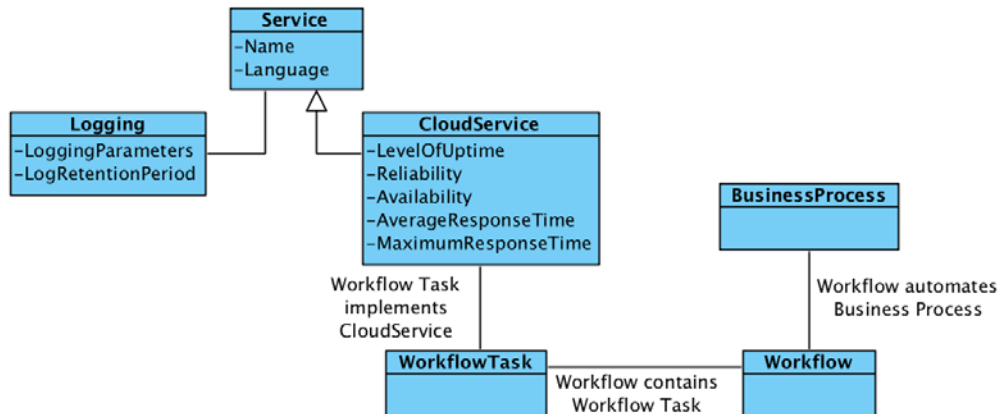 Service
-Name
-Language
Logging
-LoggingParameters
-LogRetentionPeriod
CloudService
-LevelOfUptime
-Reliability
-Availability
-AverageResponseTime
-MaximumResponseTime
BusinessProcess
Workflow Task
implements
CloudService
Workflow automates
Business Process
WorkflowTask
Workflow contains
Workflow Task
Workflow